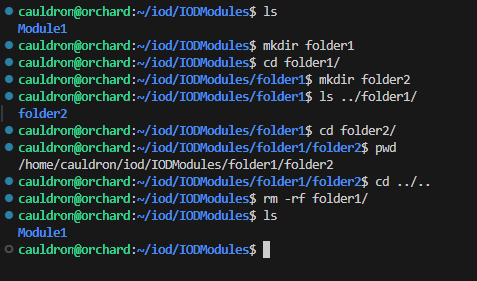 cauldron@orchard:~/iod/IODModules$ ls
Module1
cauldron@orchard:~/iod/IODModules$ mkdir folder1
cauldron@orchard:~/iod/IODModules$ cd folder1/
cauldron@orchard:~/iod/IODModules/folder1$ mkdir folder2
cauldron@orchard:~/iod/IODModules/folder1$ ls ../folder1/
folder2
cauldron@orchard:~/iod/IODModules/folder1$ cd folder2/
cauldron@orchard:~/iod/IODModules/folder1/folder2$ pwd
/home/cauldron/iod/IODModules/folder1/folder2
cauldron@orchard:~/iod/IODModules/folder1/folder2$ cd ../..
cauldron@orchard:~/iod/IODModules$ rm -rf folder1/
cauldron@orchard:~/iod/IODModules$ ls
Module1
cauldron@orchard:~/iod/IODModules$